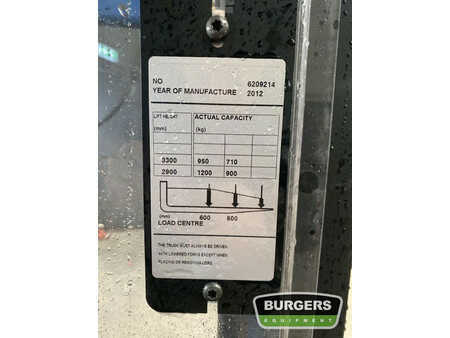 NO 6209214
YEAR OF MANUFACTURE 2012
LIFT HEIGHT ACTUAL CAPACITY
(mm) (kg)
3300 950 710
2900 1200 900
(mm) 600 800
LOAD CENTRE
THE TRUCK MUST ALWAYS BE DRIVEN
WITH LOWERED FORKS EXCEPT WHEN
PLACING OR REMOVING LOADS
BURGERS
EQUIPMENT